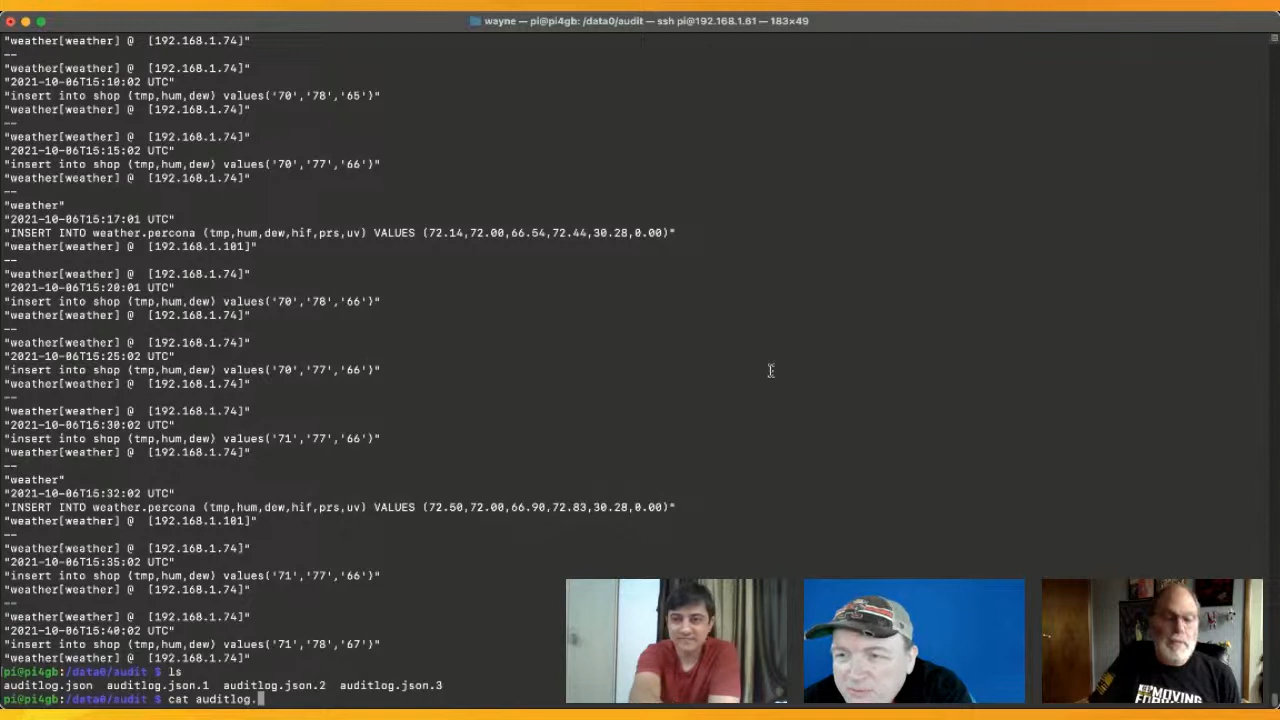 wayne — pi@pi4gb: /data0/audit — ssh pi@192.168.1.61 — 183×49
"weather[weather] @  [192.168.1.74]"
--
"weather[weather] @  [192.168.1.74]"
"2021-10-06T15:10:02 UTC"
"insert into shop (tmp,hum,dew) values('70','78','65')"
"weather[weather] @  [192.168.1.74]"
--
"weather[weather] @  [192.168.1.74]"
"2021-10-06T15:15:02 UTC"
"insert into shop (tmp,hum,dew) values('70','77','66')"
"weather[weather] @  [192.168.1.74]"
--
"weather"
"2021-10-06T15:17:01 UTC"
"INSERT INTO weather.percona (tmp,hum,dew,hif,prs,uv) VALUES (72.14,72.00,66.54,72.44,30.28,0.00)"
"weather[weather] @  [192.168.1.101]"
--
"weather[weather] @  [192.168.1.74]"
"2021-10-06T15:20:01 UTC"
"insert into shop (tmp,hum,dew) values('70','78','66')"
"weather[weather] @  [192.168.1.74]"
--
"weather[weather] @  [192.168.1.74]"
"2021-10-06T15:25:02 UTC"
"insert into shop (tmp,hum,dew) values('70','77','66')"
"weather[weather] @  [192.168.1.74]"
--
"weather[weather] @  [192.168.1.74]"
"2021-10-06T15:30:02 UTC"
"insert into shop (tmp,hum,dew) values('71','77','66')"
"weather[weather] @  [192.168.1.74]"
--
"weather"
"2021-10-06T15:32:02 UTC"
"INSERT INTO weather.percona (tmp,hum,dew,hif,prs,uv) VALUES (72.50,72.00,66.90,72.83,30.28,0.00)"
"weather[weather] @  [192.168.1.101]"
--
"weather[weather] @  [192.168.1.74]"
"2021-10-06T15:35:02 UTC"
"insert into shop (tmp,hum,dew) values('71','77','66')"
"weather[weather] @  [192.168.1.74]"
--
"weather[weather] @  [192.168.1.74]"
"2021-10-06T15:40:02 UTC"
"insert into shop (tmp,hum,dew) values('71','78','67')"
"weather[weather] @  [192.168.1.74]"
pi@pi4gb:/data0/audit $ ls
auditlog.json  auditlog.json.1  auditlog.json.2  auditlog.json.3
pi@pi4gb:/data0/audit $ cat auditlog.
MOVING